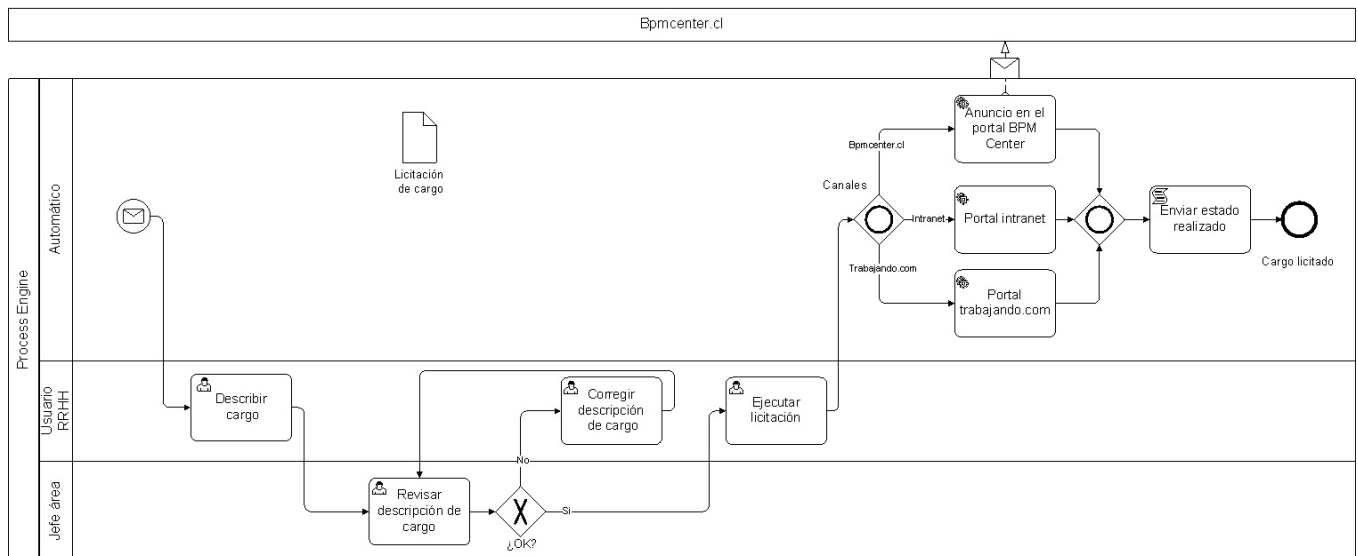 Bpmcenter.cl
Process Engine
Automático
Licitación
de cargo
Canales
Bpmcenter.cl
Intranet
Trabajando.com
Anuncio en el
portal BPM
Center
Portal intranet
Portal
trabajando.com
Enviar estado
realizado
Cargo licitado
Usuario
RRHH
Describir
cargo
Corregir
descripción
de cargo
Ejecutar
licitación
Jefe área
Revisar
descripción de
cargo
No
Si
¿OK?